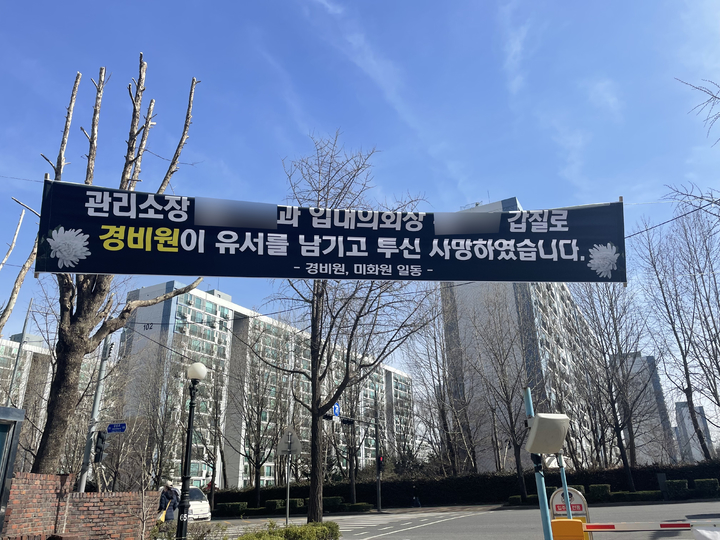 관리소장 과 입대의회장 갑질로
경비원이 유서를 남기고 투신 사망하였습니다.
- 경비원, 미화원 일동 -
102
65